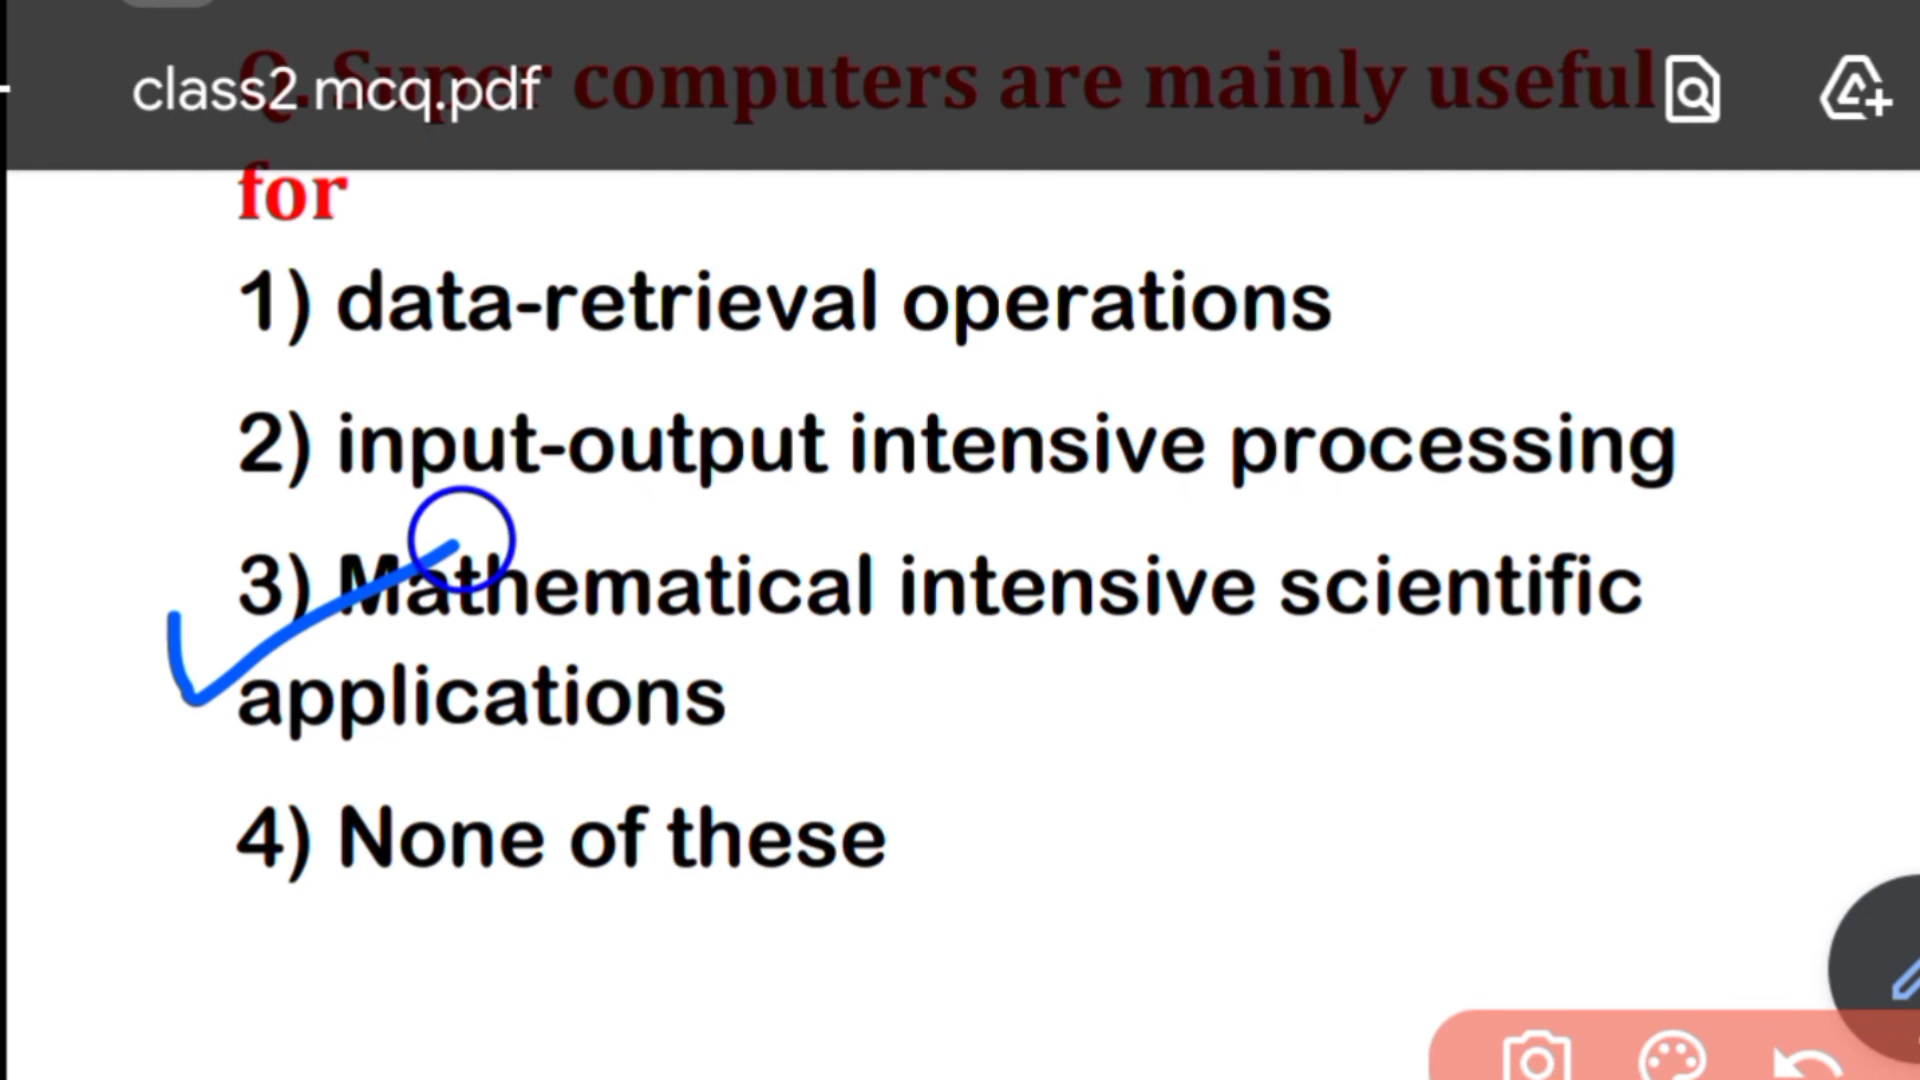 class2 mcq.pdf
Q. Super computers are mainly useful
for
1) data-retrieval operations
2) input-output intensive processing
3) Mathematical intensive scientific
applications
4) None of these